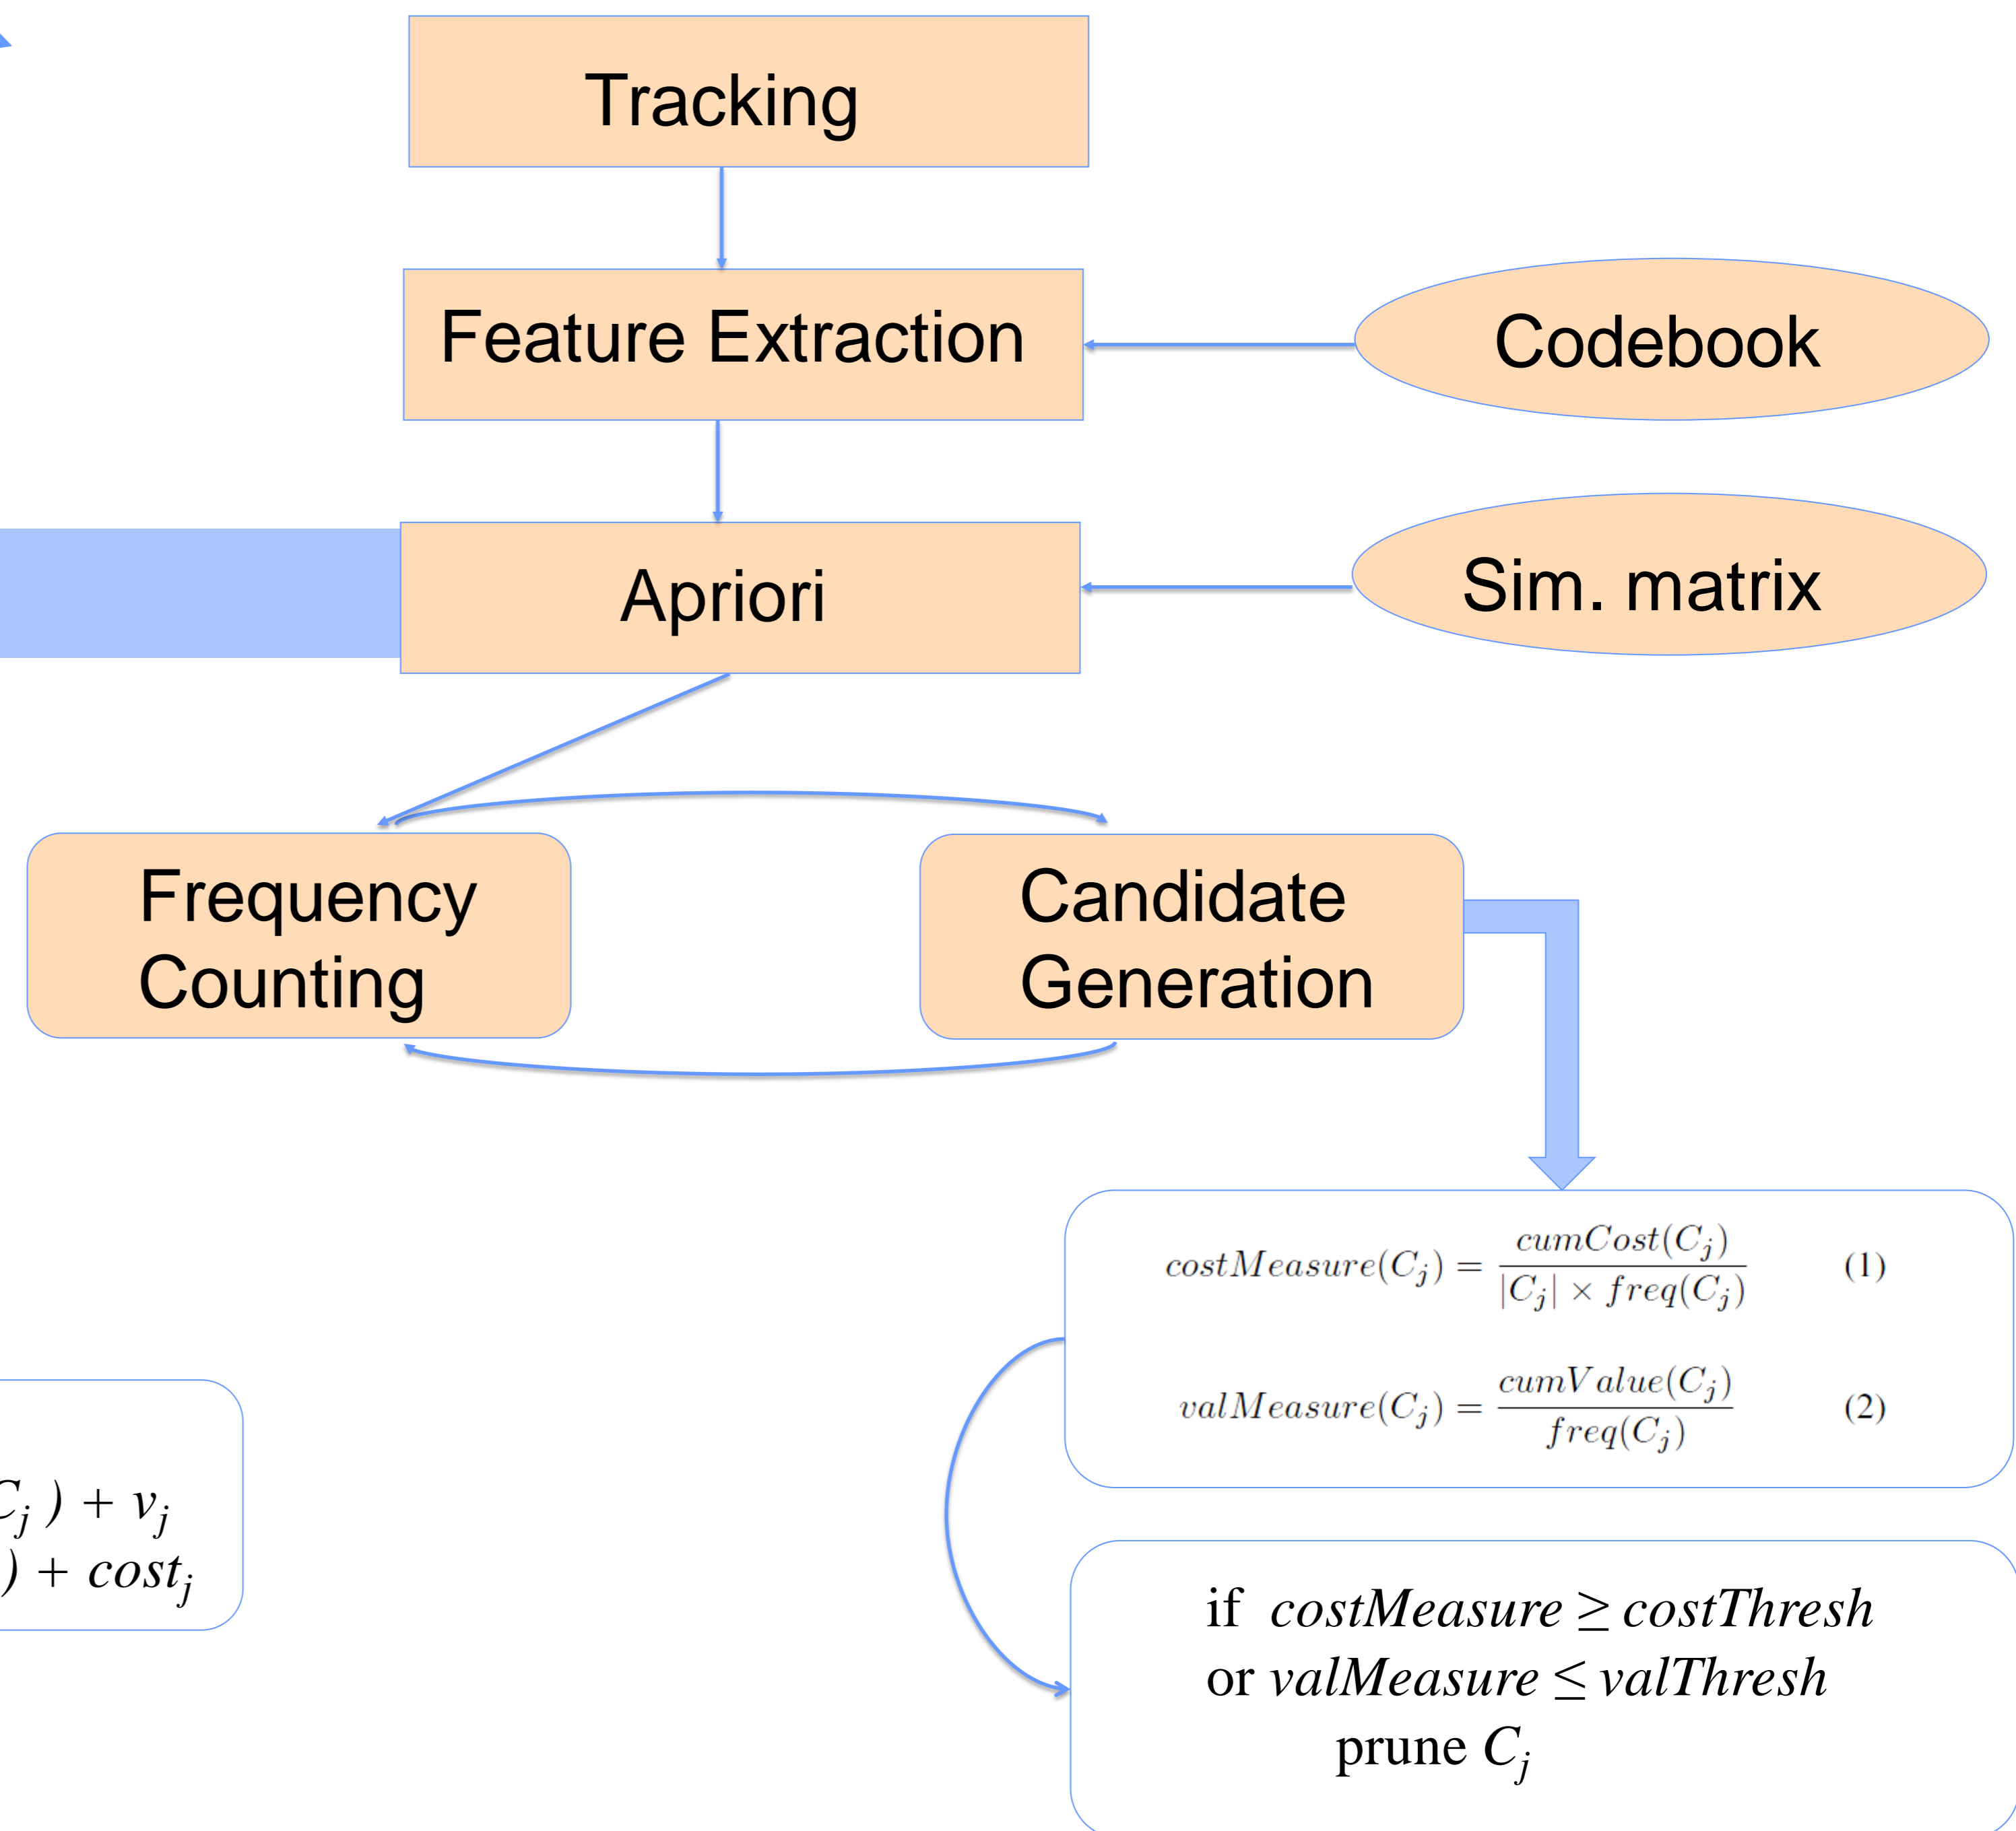 Tracking
Feature Extraction
Codebook
Apriori
Sim. matrix
Frequency
Counting
Candidate
Generation
costMeasure(C_j) = cumCost(C_j) / |C_j| × freq(C_j) (1)
valMeasure(C_j) = cumValue(C_j) / freq(C_j) (2)
C_j ) + v_j
) + cost_j
if costMeasure ≥ costThresh
or valMeasure ≤ valThresh
prune C_j